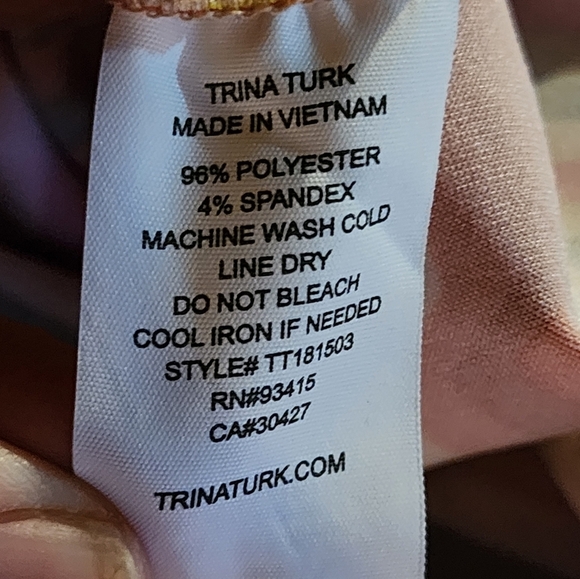 TRINA TURK
MADE IN VIETNAM
96% POLYESTER
4% SPANDEX
MACHINE WASH COLD
LINE DRY
DO NOT BLEACH
COOL IRON IF NEEDED
STYLE# TT181503
RN#93415
CA#30427
TRINATURK.COM